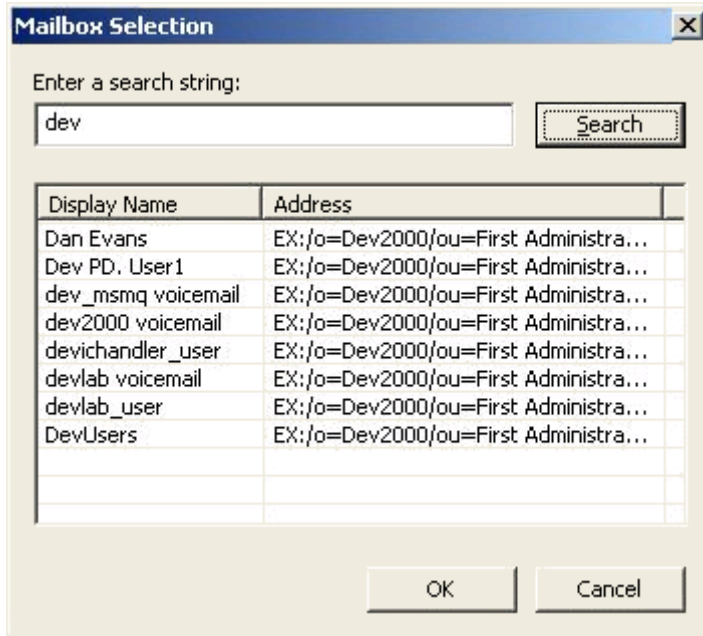 Mailbox Selection
Enter a search string:
dev
Search
Display Name Address
Dan Evans EX:/o=Dev2000/ou=First Administra...
Dev PD. User1 EX:/o=Dev2000/ou=First Administra...
dev_msmq voicemail EX:/o=Dev2000/ou=First Administra...
dev2000 voicemail EX:/o=Dev2000/ou=First Administra...
devichandler_user EX:/o=Dev2000/ou=First Administra...
devlab voicemail EX:/o=Dev2000/ou=First Administra...
devlab_user EX:/o=Dev2000/ou=First Administra...
DevUsers EX:/o=Dev2000/ou=First Administra...
OK Cancel